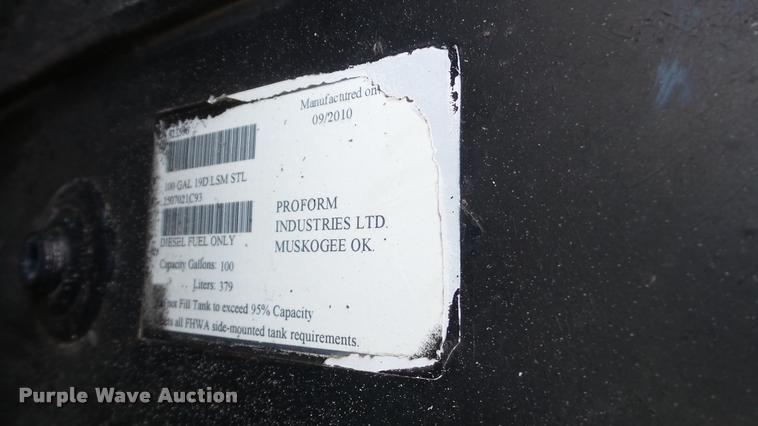 Manufactured on
09/2010
100 GAL 19D LSM STL
2507021C93
PROFORM
INDUSTRIES LTD.
DIESEL FUEL ONLY
MUSKOGEE OK.
Capacity Gallons: 100
Liters: 379
not Fill Tank to exceed 95% Capacity
all FHWA side-mounted tank requirements.
Purple Wave Auction